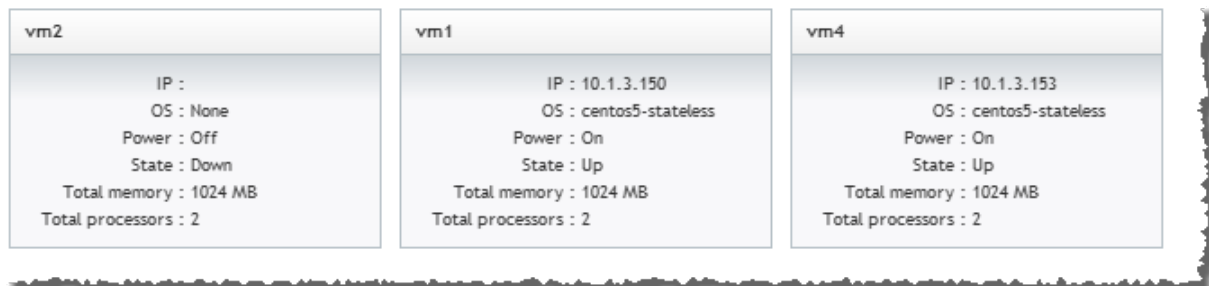 vm2
IP :
OS : None
Power : Off
State : Down
Total memory : 1024 MB
Total processors : 2
vm1
IP : 10.1.3.150
OS : centos5-stateless
Power : On
State : Up
Total memory : 1024 MB
Total processors : 2
vm4
IP : 10.1.3.153
OS : centos5-stateless
Power : On
State : Up
Total memory : 1024 MB
Total processors : 2